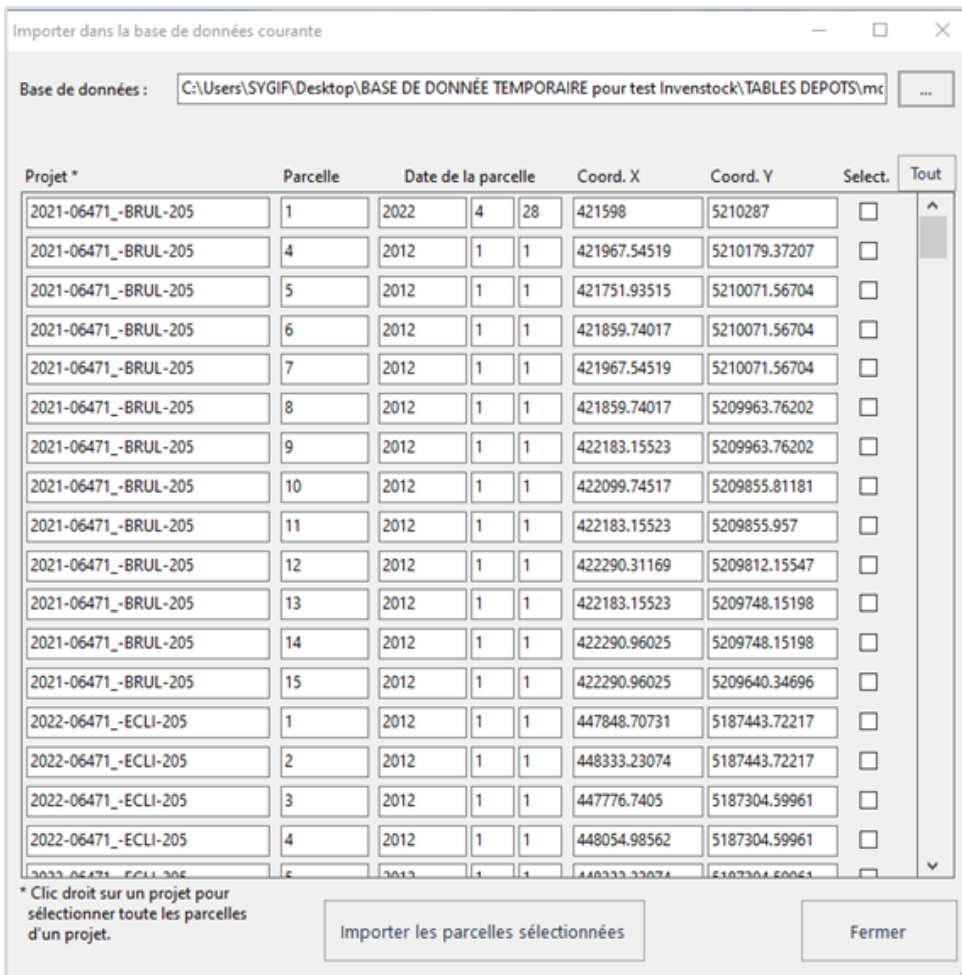 Importer dans la base de données courante
Base de données : C:\Users\SYGIF\Desktop\BASE DE DONNÉE TEMPORAIRE pour test Invenstock\TABLES DEPOTS\mc ...
Projet * Parcelle Date de la parcelle Coord. X Coord. Y Select. Tout
2021-06471_-BRUL-205 1 2022 4 28 421598 5210287
2021-06471_-BRUL-205 4 2012 1 1 421967.54519 5210179.37207
2021-06471_-BRUL-205 5 2012 1 1 421751.93515 5210071.56704
2021-06471_-BRUL-205 6 2012 1 1 421859.74017 5210071.56704
2021-06471_-BRUL-205 7 2012 1 1 421967.54519 5210071.56704
2021-06471_-BRUL-205 8 2012 1 1 421859.74017 5209963.76202
2021-06471_-BRUL-205 9 2012 1 1 422183.15523 5209963.76202
2021-06471_-BRUL-205 10 2012 1 1 422099.74517 5209855.81181
2021-06471_-BRUL-205 11 2012 1 1 422183.15523 5209855.957
2021-06471_-BRUL-205 12 2012 1 1 422290.31169 5209812.15547
2021-06471_-BRUL-205 13 2012 1 1 422183.15523 5209748.15198
2021-06471_-BRUL-205 14 2012 1 1 422290.96025 5209748.15198
2021-06471_-BRUL-205 15 2012 1 1 422290.96025 5209640.34696
2022-06471_-ECLI-205 1 2012 1 1 447848.70731 5187443.72217
2022-06471_-ECLI-205 2 2012 1 1 448333.23074 5187443.72217
2022-06471_-ECLI-205 3 2012 1 1 447776.7405 5187304.59961
2022-06471_-ECLI-205 4 2012 1 1 448054.98562 5187304.59961
* Clic droit sur un projet pour
sélectionner toute les parcelles
d'un projet.
Importer les parcelles sélectionnées
Fermer